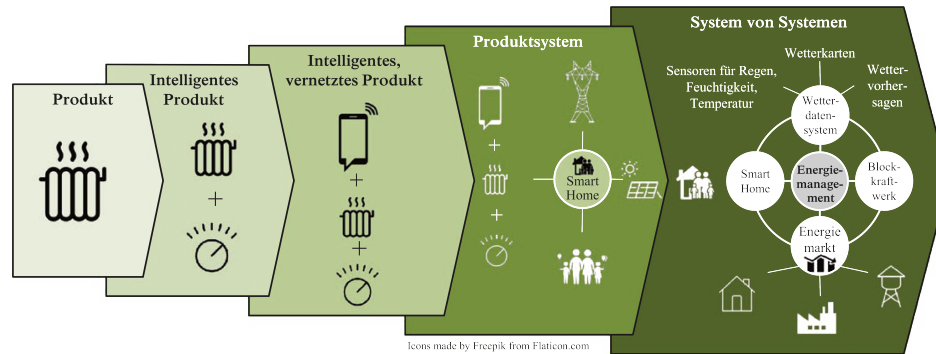 Produkt
Intelligentes
Produkt
+
Intelligentes,
vernetztes Produkt
+
+
Produktsystem
+
+
Smart
Home
System von Systemen
Wetterkarten
Sensoren für Regen,
Feuchtigkeit,
Temperatur
Wetter-
vorher-
sagen
Wetter-
daten-
system
Smart
Home
Energie-
manage-
ment
Block-
kraft-
werk
Energie
markt
Icons made by Freepik from Flaticon.com